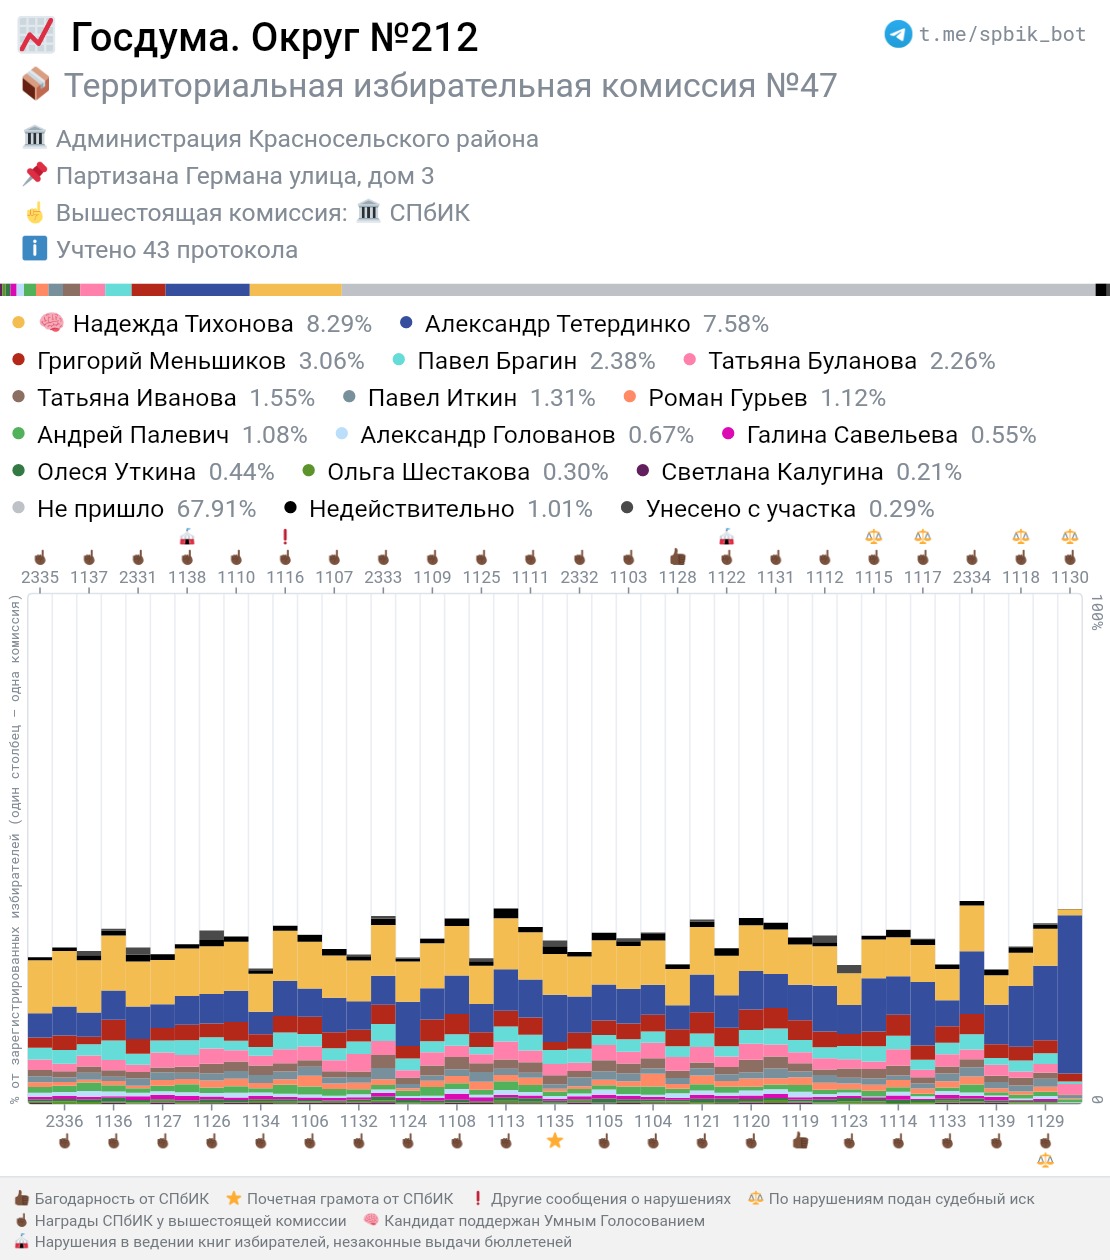 Госдума. Округ №212
t.me/spbik_bot
Территориальная избирательная комиссия №47
Администрация Красносельского района
Партизана Германа улица, дом 3
Вышестоящая комиссия: СПбИК
Учтено 43 протокола
Надежда Тихонова 8.29% Александр Тетердинко 7.58%
Григорий Меньшиков 3.06% Павел Брагин 2.38% Татьяна Буланова 2.26%
Татьяна Иванова 1.55% Павел Иткин 1.31% Роман Гурьев 1.12%
Андрей Палевич 1.08% Александр Голованов 0.67% Галина Савельева 0.55%
Олеся Уткина 0.44% Ольга Шестакова 0.30% Светлана Калугина 0.21%
Не пришло 67.91% Недействительно 1.01% Унесено с участка 0.29%
2335 1137 2331 1138 1110 1116 1107 2333 1109 1125 1111 2332 1103 1128 1122 1131 1112 1115 1117 2334 1118 1130
% от зарегистрированных избирателей (один столбец — одна комиссия)
100%
0
2336 1136 1127 1126 1134 1106 1132 1124 1108 1113 1135 1105 1104 1121 1120 1119 1123 1114 1133 1139 1129
Багодарность от СПбИК Почетная грамота от СПбИК Другие сообщения о нарушениях По нарушениям подан судебный иск
Награды СПбИК у вышестоящей комиссии Кандидат поддержан Умным Голосованием
Нарушения в ведении книг избирателей, незаконные выдачи бюллетеней